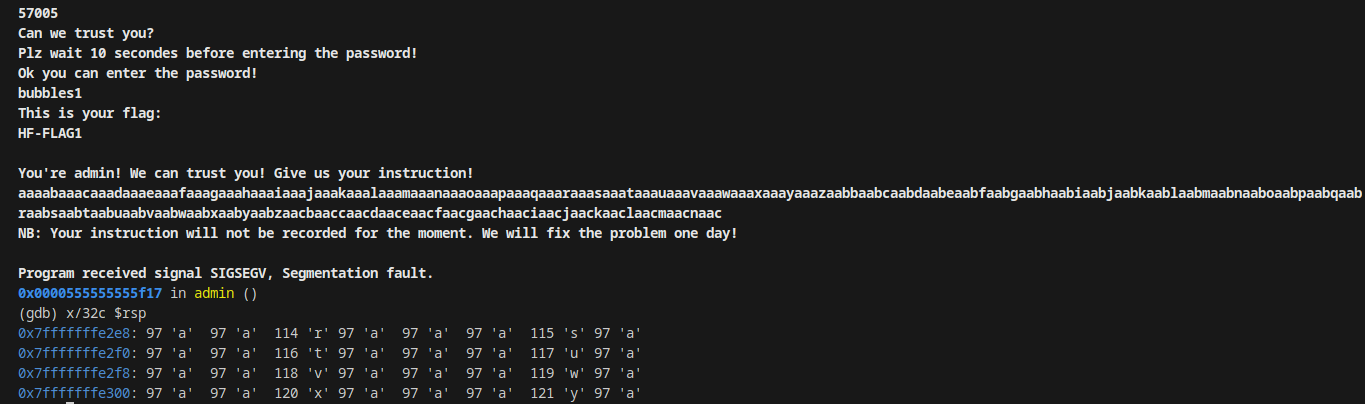 57005
Can we trust you?
Plz wait 10 secondes before entering the password!
Ok you can enter the password!
bubbles1
This is your flag:
HF-FLAG1
You're admin! We can trust you! Give us your instruction!
aaaabaaacaaadaaaeaaafaaagaaahaaaiaaajaaakaaalaaamaaanaaaoaaapaaaqaaaraaasaaataaauaaavaaawaaaxaaayaaazaabbaabcaabdaabeaabfaabgaabhaabiaabjaabkaablaabmaabnaaboaabpaabqaab
raabsaabtaabuaabvaabwaabxaabyaabzaacbaaccaacdaaceaacfaacgaachaaciaacjaackaaclaacmaacnaac
NB: Your instruction will not be recorded for the moment. We will fix the problem one day!
Program received signal SIGSEGV, Segmentation fault.
0x0000555555555f17 in admin ()
(gdb) x/32c $rsp
0x7fffffffe2e8: 97 'a' 97 'a' 114 'r' 97 'a' 97 'a' 97 'a' 115 's' 97 'a'
0x7fffffffe2f0: 97 'a' 97 'a' 116 't' 97 'a' 97 'a' 97 'a' 117 'u' 97 'a'
0x7fffffffe2f8: 97 'a' 97 'a' 118 'v' 97 'a' 97 'a' 97 'a' 119 'w' 97 'a'
0x7fffffffe300: 97 'a' 97 'a' 120 'x' 97 'a' 97 'a' 97 'a' 121 'y' 97 'a'